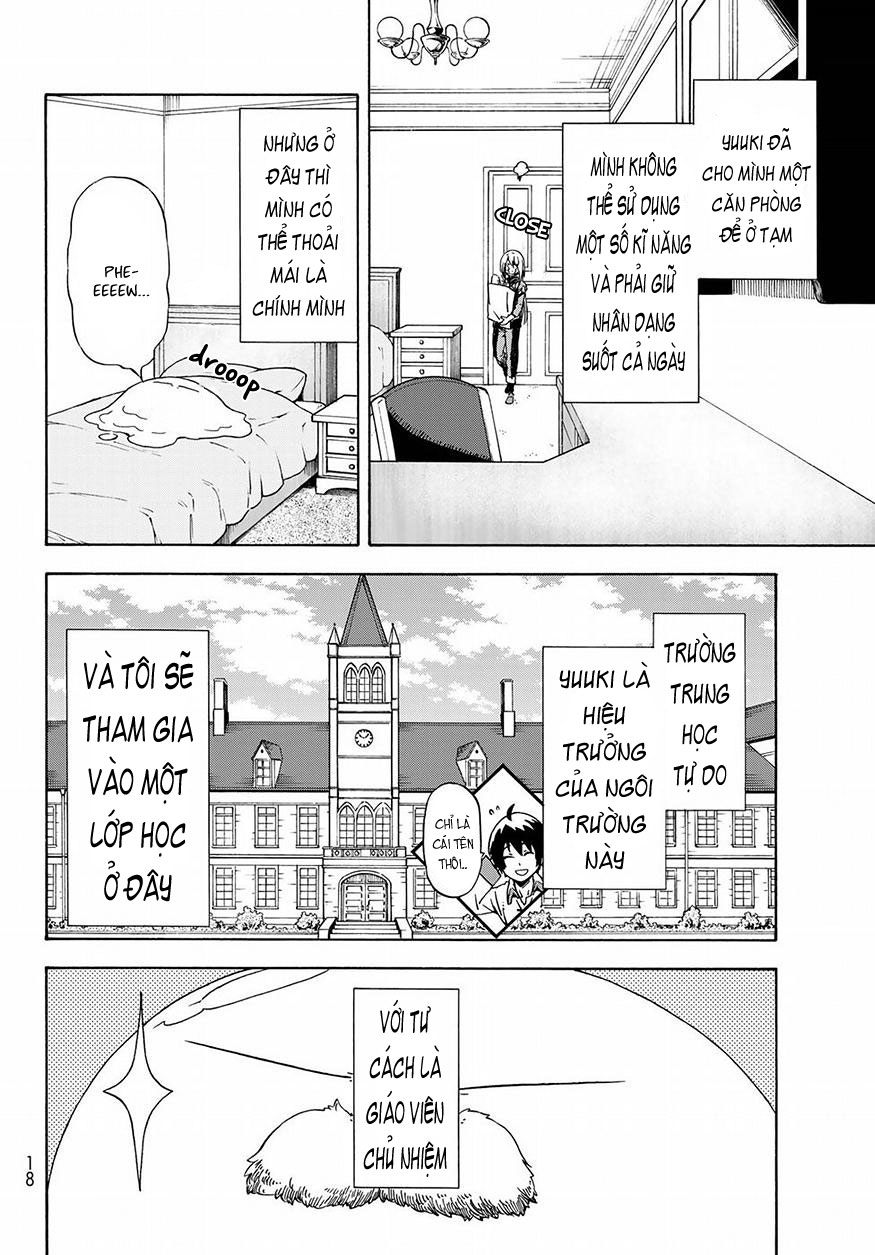 YUUKI ĐÃ
CHO MÌNH MỘT
CĂN PHÒNG
ĐỂ Ở TẠM
MÌNH KHÔNG
THỂ SỬ DỤNG
MỘT SỐ KĨ NĂNG
VÀ PHẢI GIỮ
NHÂN DẠNG
SUỐT CẢ NGÀY
CLOSE
NHƯNG Ở
ĐÂY THÌ
MÌNH CÓ
THỂ THOẢI
MÁI LÀ
CHÍNH MÌNH
PHE-
EEEEW...
drooop
TRƯỜNG
TRUNG
HỌC
TỰ DO
YUUKI LÀ
HIỆU
TRƯỞNG
CỦA NGÔI
TRƯỜNG
NÀY
CHỈ LÀ
CÁI TÊN
THÔI..
VÀ TÔI SẼ
THAM GIA
VÀO MỘT
LỚP HỌC
Ở ĐÂY
VỚI TƯ
CÁCH LÀ
GIÁO VIÊN
CHỦ NHIỆM
18